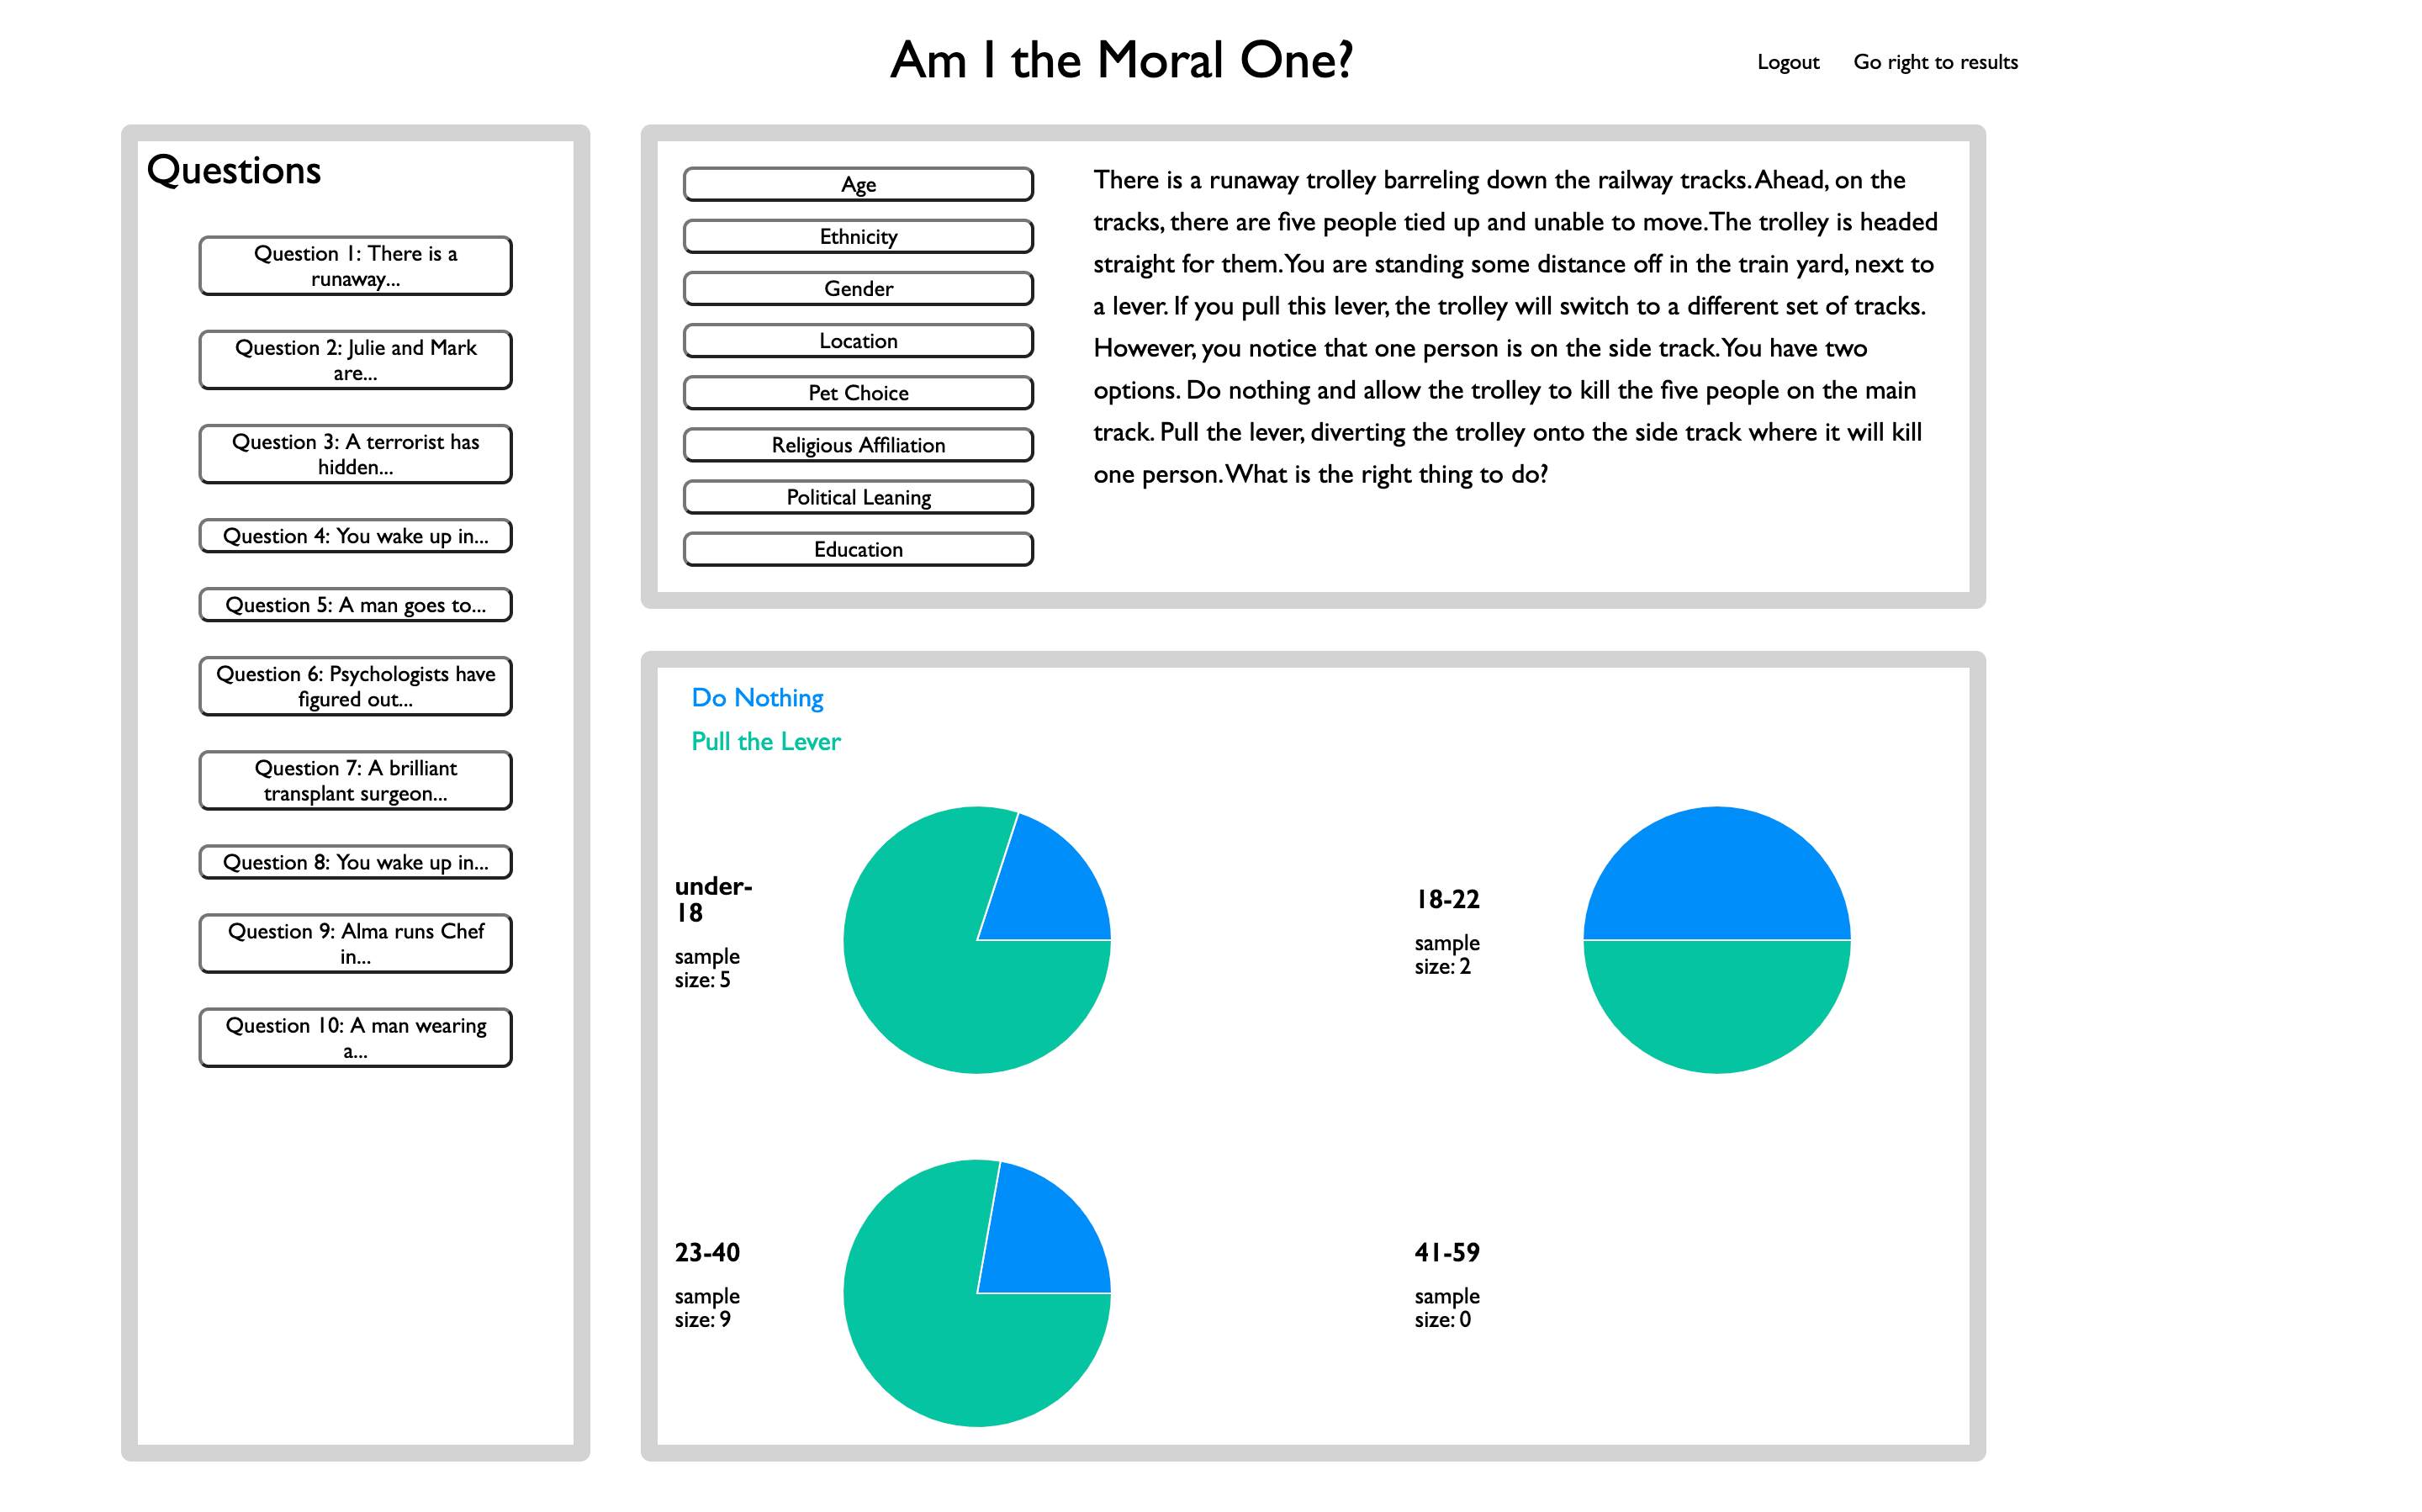 Am I the Moral One?
Logout
Go right to results
Questions
Question 1: There is a
runaway...
Question 2: Julie and Mark
are...
Question 3: A terrorist has
hidden...
Question 4: You wake up in...
Question 5: A man goes to...
Question 6: Psychologists have
figured out...
Question 7: A brilliant
transplant surgeon...
Question 8: You wake up in...
Question 9: Alma runs Chef
in...
Question 10: A man wearing
a...
Age
Ethnicity
Gender
Location
Pet Choice
Religious Affiliation
Political Leaning
Education
There is a runaway trolley barreling down the railway tracks. Ahead, on the
tracks, there are five people tied up and unable to move. The trolley is headed
straight for them. You are standing some distance off in the train yard, next to
a lever. If you pull this lever, the trolley will switch to a different set of tracks.
However, you notice that one person is on the side track. You have two
options. Do nothing and allow the trolley to kill the five people on the main
track. Pull the lever, diverting the trolley onto the side track where it will kill
one person. What is the right thing to do?
Do Nothing
Pull the Lever
under-
18
sample
size: 5
18-22
sample
size: 2
23-40
sample
size: 9
41-59
sample
size: 0